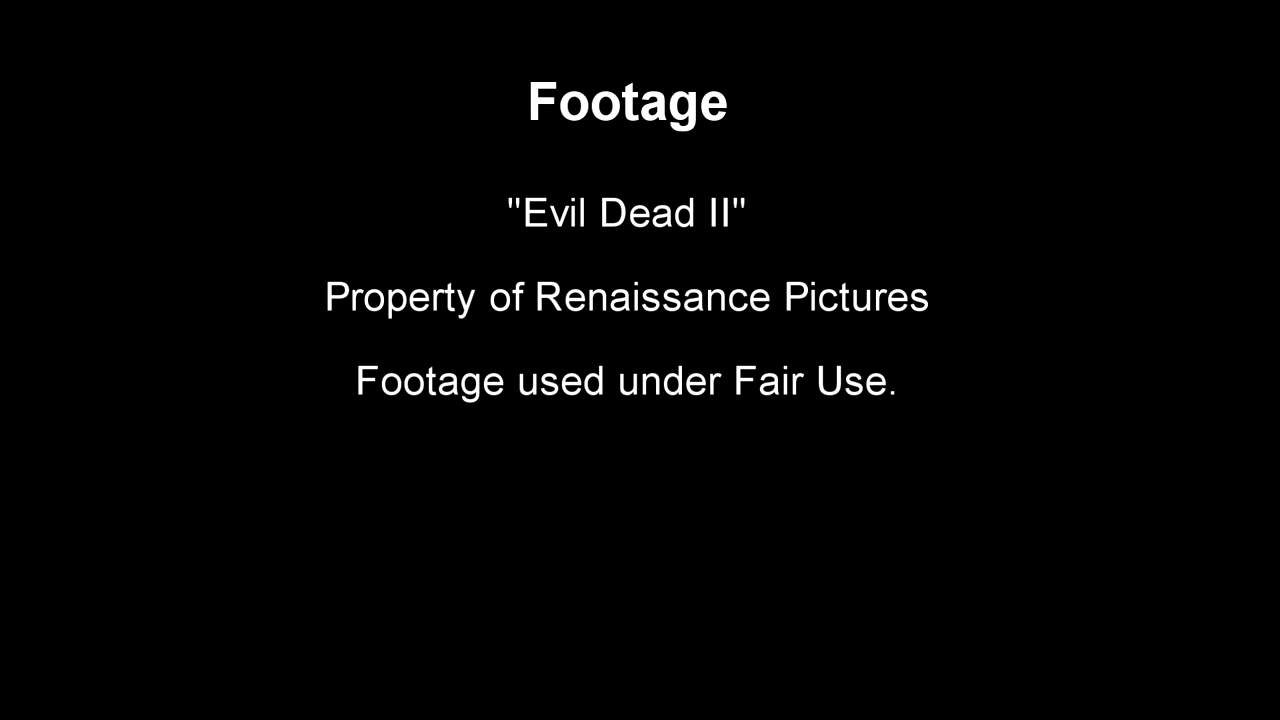 Footage
"Evil Dead II"
Property of Renaissance Pictures
Footage used under Fair Use.